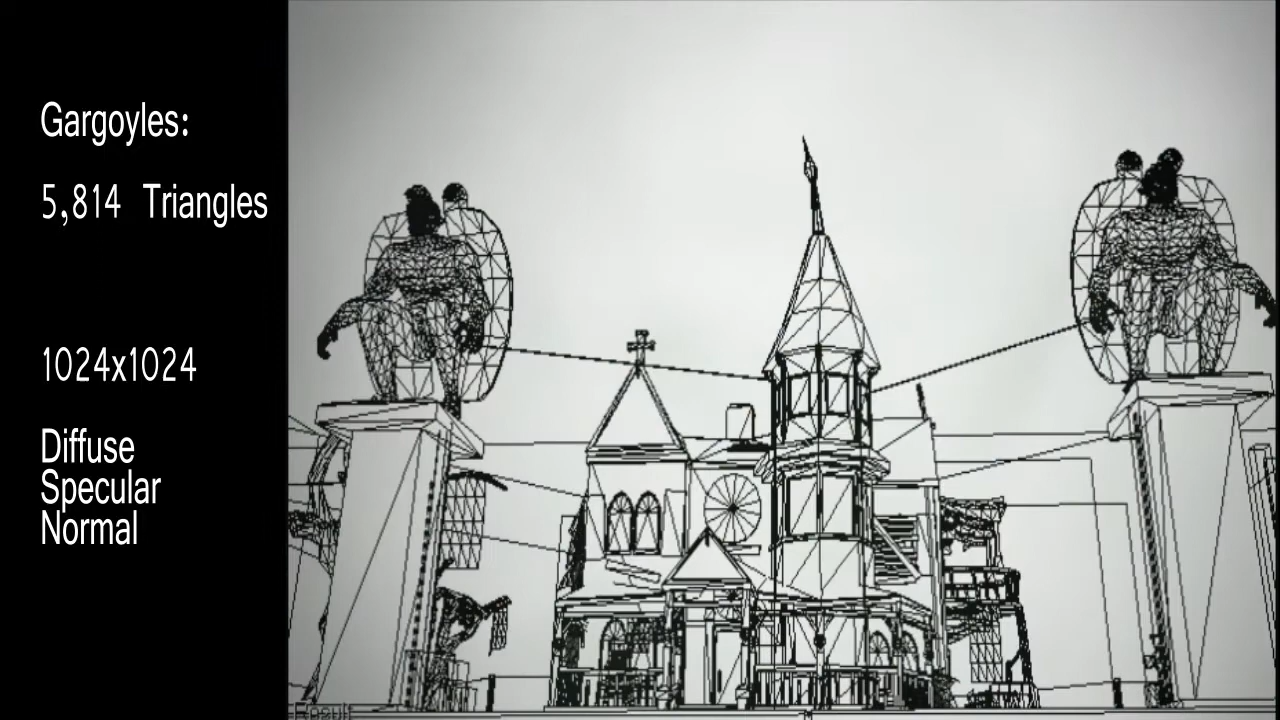 Gargoyles:
5,814 Triangles
1024x1024
Diffuse
Specular
Normal